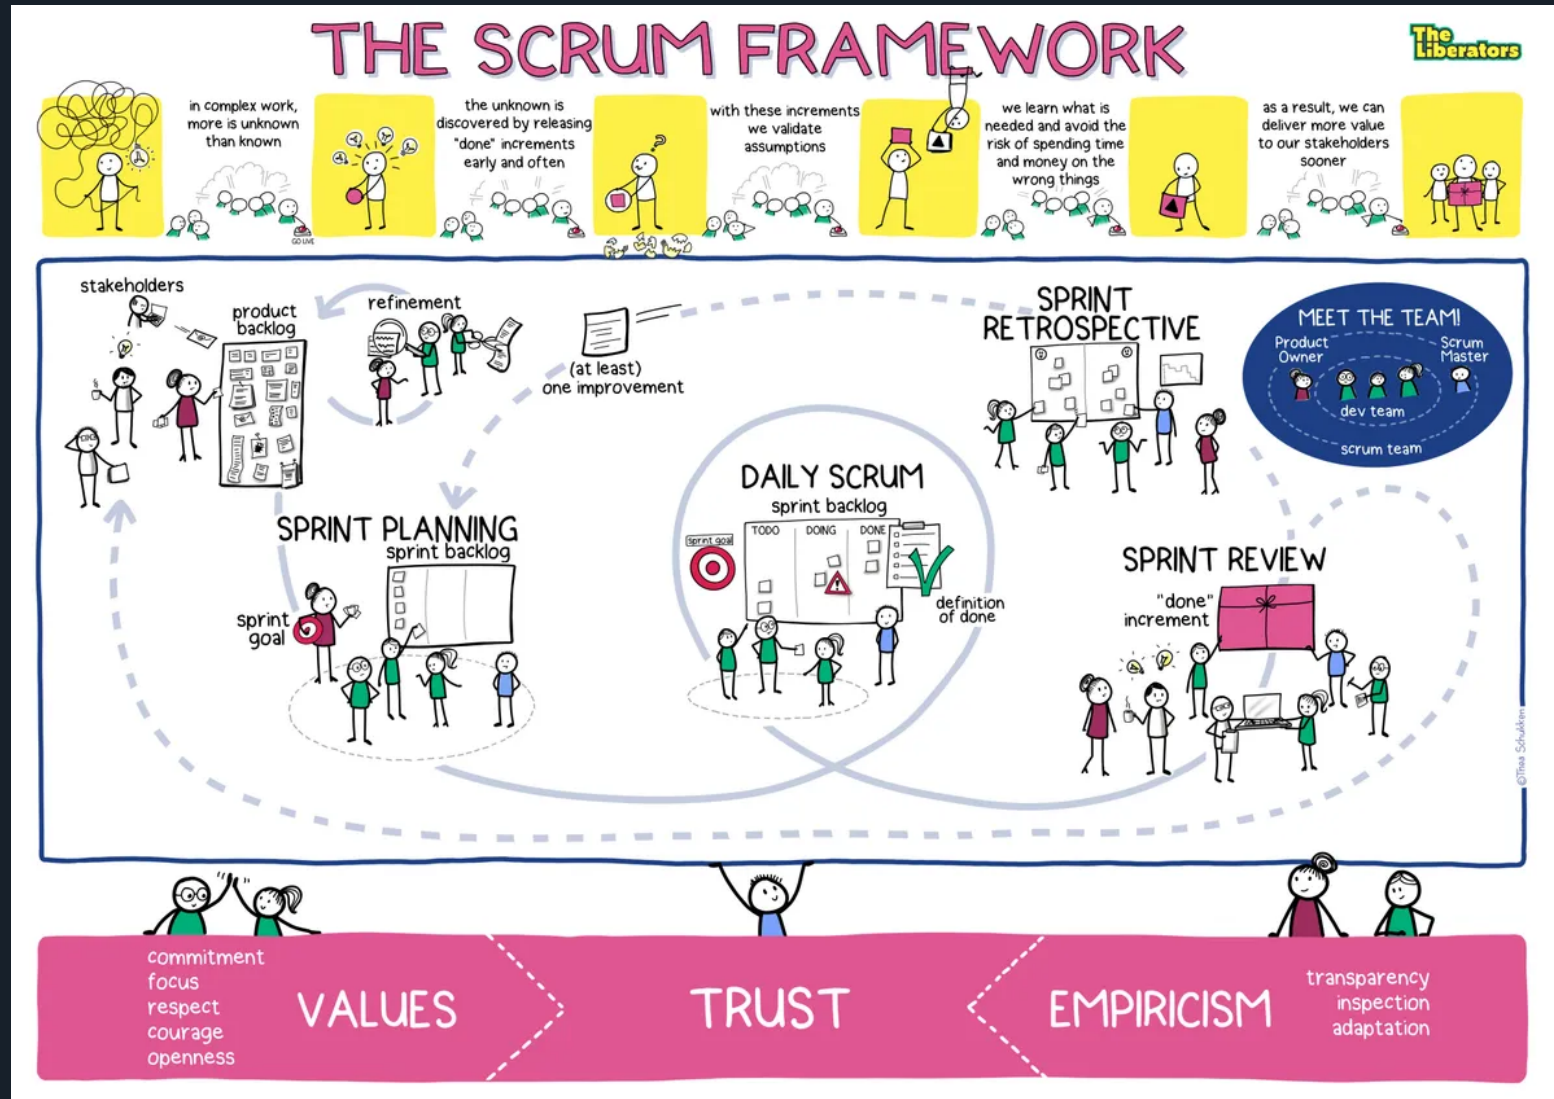 THE SCRUM FRAMEWORK
The
Liberators
in complex work,
more is unknown
than known
GO LIVE
the unknown is
discovered by releasing
"done" increments
early and often
?
with these increments
we validate
assumptions
we learn what is
needed and avoid the
risk of spending time
and money on the
wrong things
as a result, we can
deliver more value
to our stakeholders
sooner
stakeholders
product
backlog
refinement
(at least)
one improvement
SPRINT
RETROSPECTIVE
MEET THE TEAM!
Product
Owner
Scrum
Master
dev team
scrum team
SPRINT PLANNING
sprint backlog
sprint
goal
DAILY SCRUM
sprint backlog
sprint goal
TODO
DOING
DONE
!
definition
of done
SPRINT REVIEW
"done"
increment
©Thea Schukken
commitment
focus
respect
courage
openness
VALUES
TRUST
EMPIRICISM
transparency
inspection
adaptation